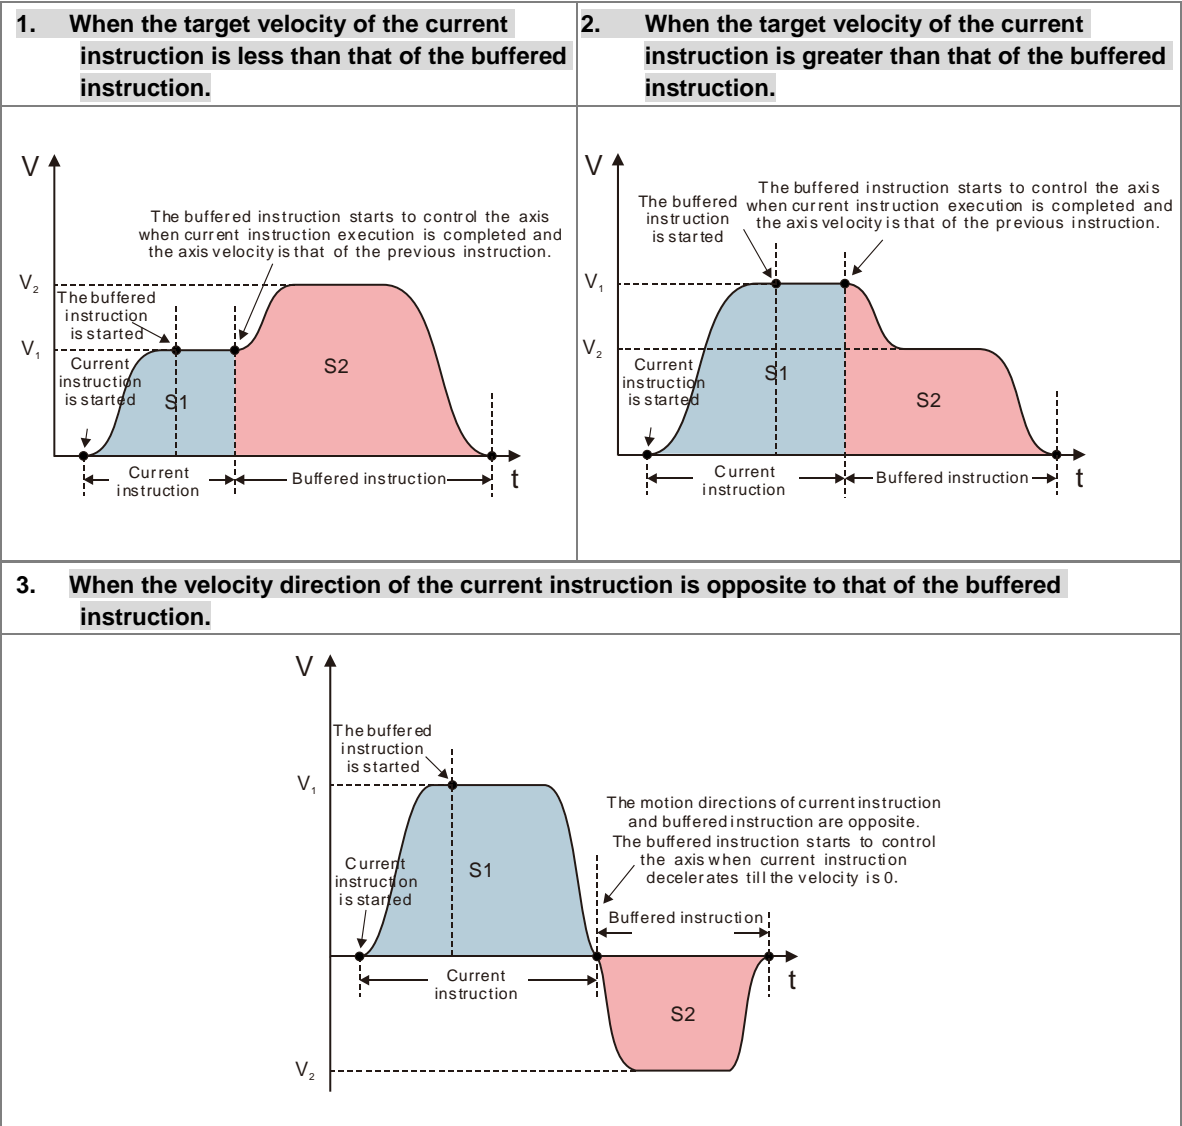 1. When the target velocity of the current
instruction is less than that of the buffered
instruction.
2. When the target velocity of the current
instruction is greater than that of the buffered
instruction.
V
The buffered instruction starts to control the axis
when current instruction execution is completed and
the axis velocity is that of the previous instruction.
V2
The buffered
instruction
is started
V1
Current
instruction
is started
S1
S2
Current
instruction
Buffered instruction
t
V
The buffered instruction starts to control the axis
when current instruction execution is completed and
the axis velocity is that of the previous instruction.
The buffered
instruction
is started
V1
V2
Current
instruction
is started
S1
S2
Current
instruction
Buffered instruction
t
3. When the velocity direction of the current instruction is opposite to that of the buffered
instruction.
V
The buffered
instruction
is started
V1
The motion directions of current instruction
and buffered instruction are opposite.
The buffered instruction starts to control
the axis when current instruction
decelerates till the velocity is 0.
Current
instruction
is started
S1
Buffered instruction
Current
instruction
t
S2
V2